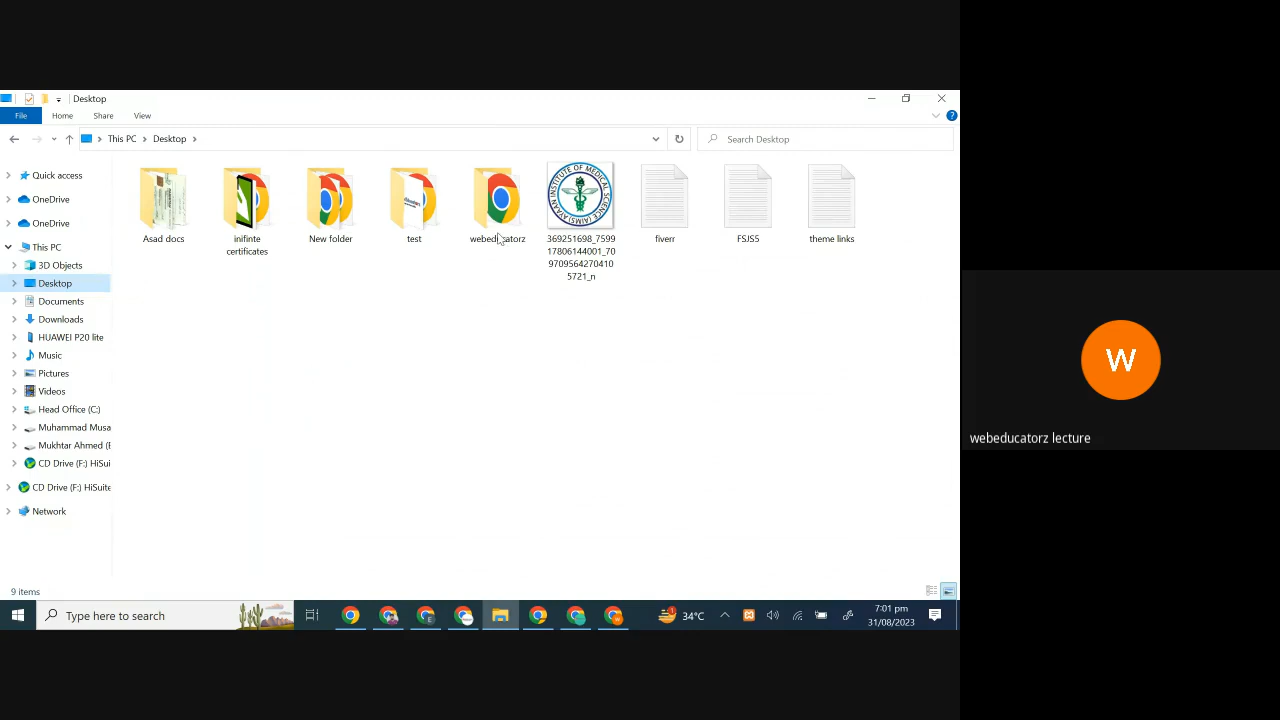 Desktop
File Home Share View
This PC Desktop
Search Desktop
Quick access
OneDrive
OneDrive
This PC
3D Objects
Desktop
Documents
Downloads
HUAWEI P20 lite
Music
Pictures
Videos
Head Office (C:)
Muhammad Musa
Mukhtar Ahmed (E
CD Drive (F:) HiSui
CD Drive (F:) HiSuite
Network
Asad docs
inifinte
certificates
New folder
test
webeducatorz
369251698_7599
17806144001_70
9709564270410
5721_n
fiverr
FSJS5
theme links
9 items
Type here to search
34°C
7:01 pm
31/08/2023
W
webeducatorz lecture